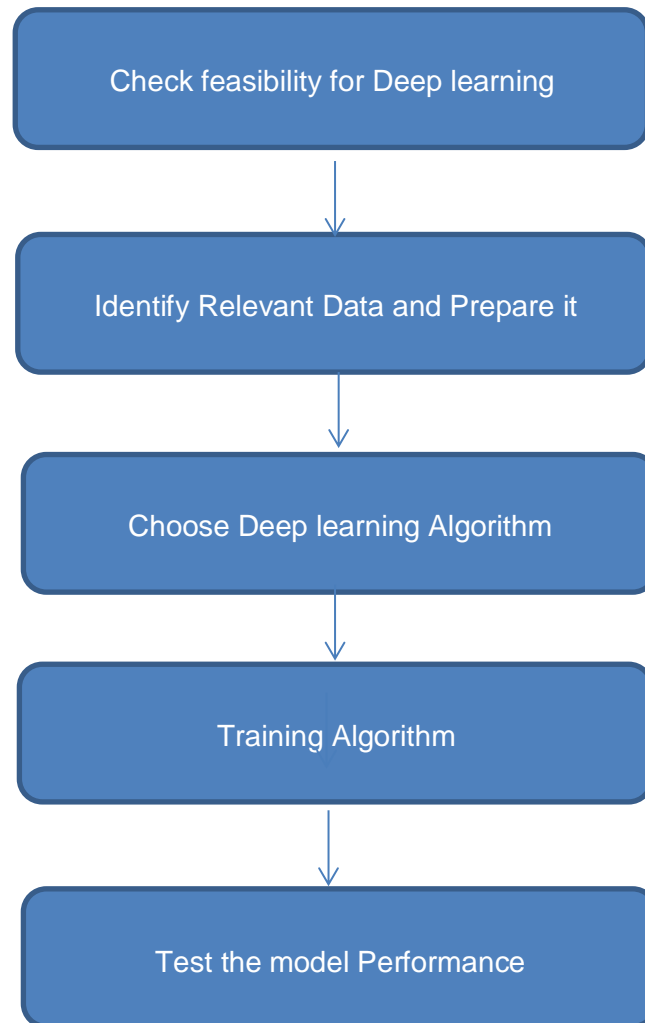 Check feasibility for Deep learning
Identify Relevant Data and Prepare it
Choose Deep learning Algorithm
Training Algorithm
Test the model Performance